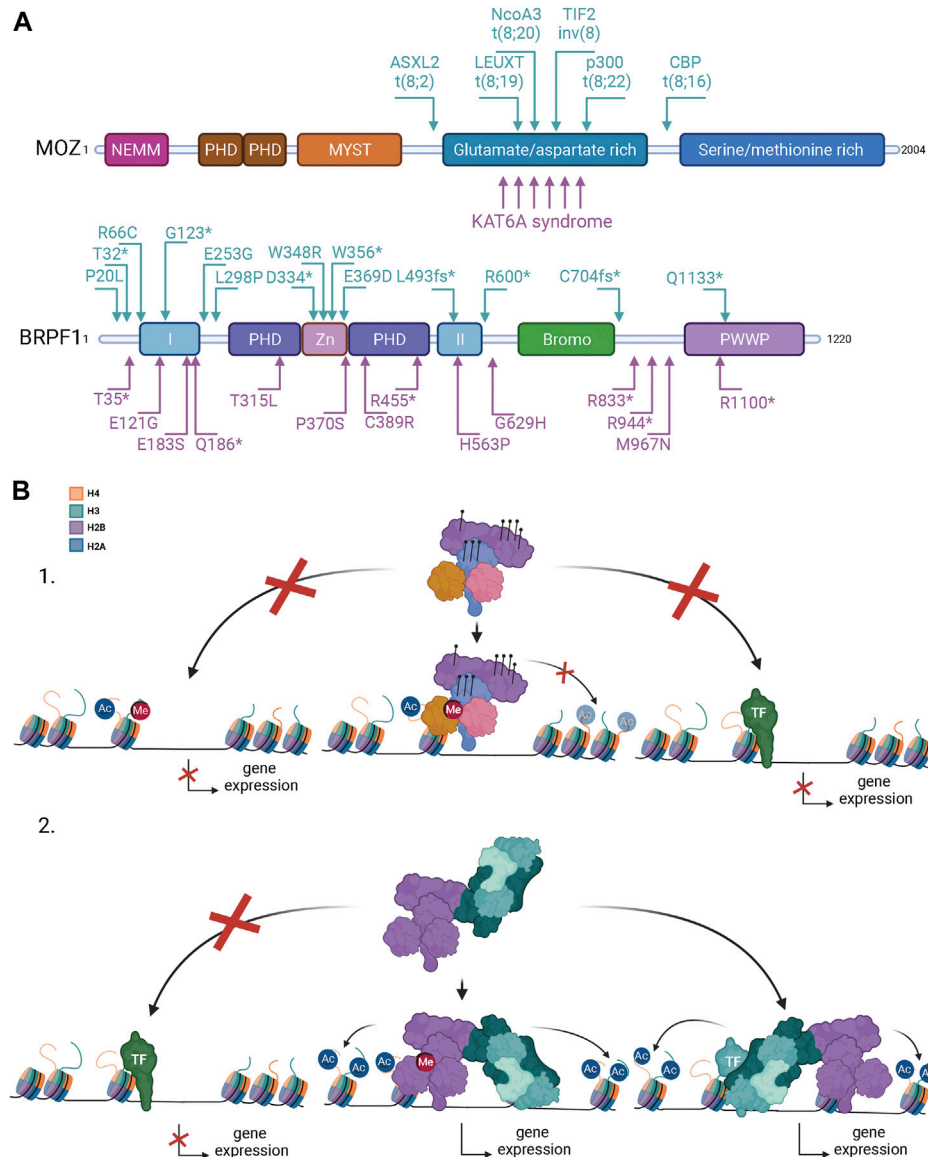 A
NcoA3
t(8;20)
TIF2
inv(8)
ASXL2
t(8;2)
LEUXT
t(8;19)
p300
t(8;22)
CBP
t(8;16)
MOZ 1
NEMM
PHD
PHD
MYST
Glutamate/aspartate rich
Serine/methionine rich
2004
KAT6A syndrome
R66C
G123*
T32*
E253G
W348R
W356*
P20L
L298P
D334*
E369D
L493fs*
R600*
C704fs*
Q1133*
BRPF1 1
I
PHD
Zn
PHD
II
Bromo
PWWP
1220
T35*
T315L
R455*
R833*
R1100*
E121G
P370S
C389R
G629H
R944*
E183S
Q186*
H563P
M967N
B
H4
H3
H2B
H2A
1.
Ac
Me
Ac
Me
Ac
Ac
TF
gene
expression
gene
expression
2.
TF
Ac
Ac
Ac
Me
Ac
Ac
Ac
Ac
TF
Ac
gene
expression
gene
expression
gene
expression